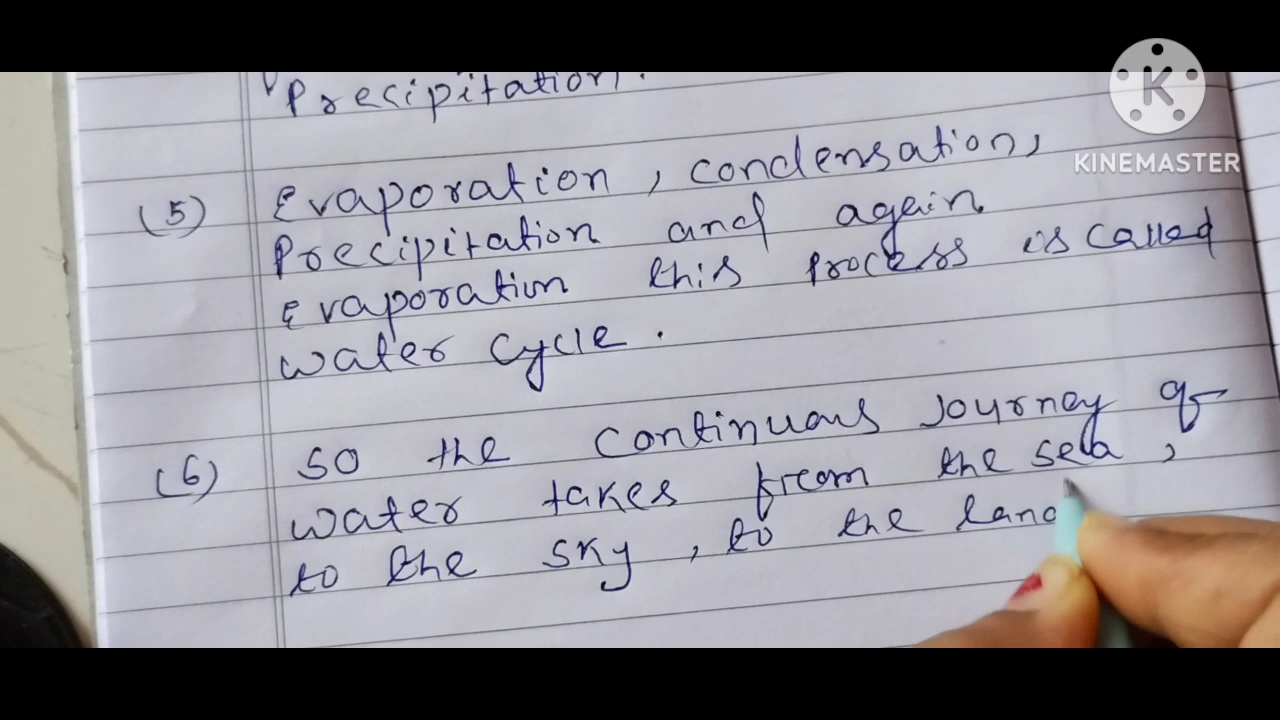 Precipitation.
K
KINEMASTER
(5) Evaporation, condensation,
Precipitation and again
Evaporation this process is called
water cycle.
(6) So the continuous Journey of
water takes from the sea,
to the sky, to the land